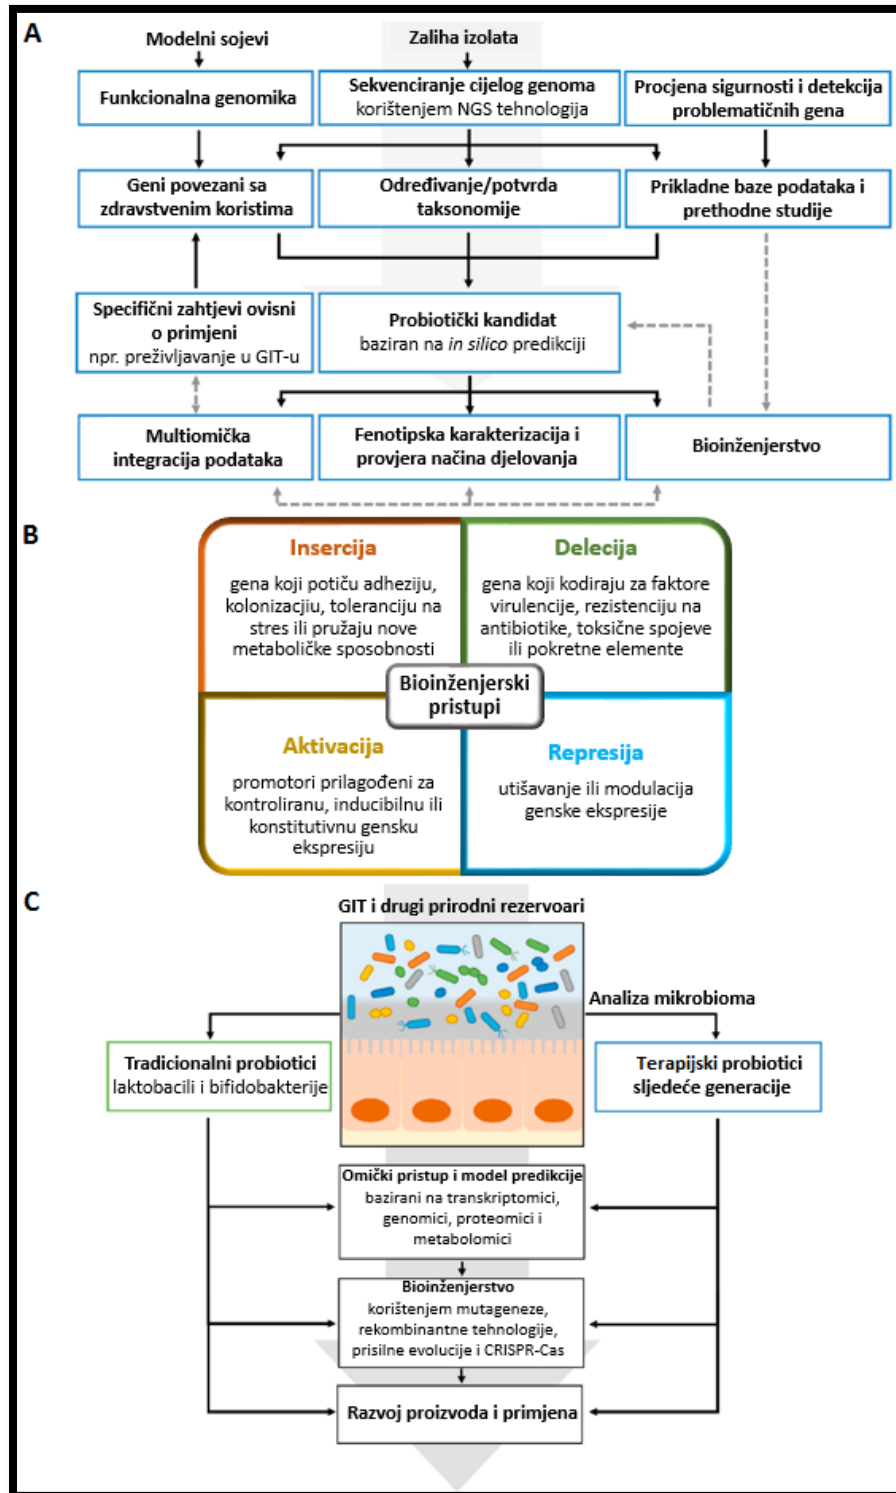 A
Modelni sojevi
Zaliha izolata
Funkcionalna genomika
Sekvenciranje cijelog genoma
korištenjem NGS tehnologija
Procjena sigurnosti i detekcija
problematičnih gena
Geni povezani sa
zdravstvenim koristima
Određivanje/potvrda
taksonomije
Prikladne baze podataka i
prethodne studije
Specifični zahtjevi ovisni
o primjeni
npr. preživljavanje u GIT-u
Probiotički kandidat
baziran na in silico predikciji
Multiomička
integracija podataka
Fenotipska karakterizacija i
provjera načina djelovanja
Bioinženjerstvo
B
Insercija
gena koji potiču adheziju,
kolonizacjiu, toleranciju na
stres ili pružaju nove
metaboličke sposobnosti
Delecija
gena koji kodiraju za faktore
virulencije, rezistenciju na
antibiotike, toksične spojeve
ili pokretne elemente
Bioinženjerski
pristupi
Aktivacija
promotori prilagođeni za
kontroliranu, inducibilnu ili
konstitutivnu gensku
ekspresiju
Represija
utišavanje ili modulacija
genske ekspresije
C
GIT i drugi prirodni rezervoari
Analiza mikrobioma
Tradicionalni probiotici
laktobacili i bifidobakterije
Terapijski probiotici
sljedeće generacije
Omički pristup i model predikcije
bazirani na transkriptomici,
genomici, proteomici i
metabolomici
Bioinženjerstvo
korištenjem mutageneze,
rekombinantne tehnologije,
prisilne evolucije i CRISPR-Cas
Razvoj proizvoda i primjena